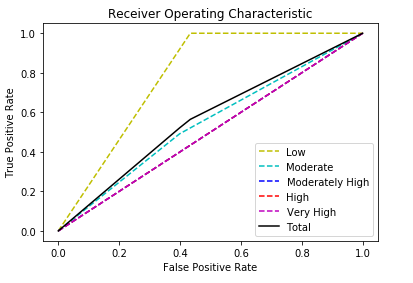 Receiver Operating Characteristic
True Positive Rate
1.0
0.8
0.6
0.4
0.2
0.0
Low
Moderate
Moderately High
High
Very High
Total
0.0 0.2 0.4 0.6 0.8 1.0
False Positive Rate